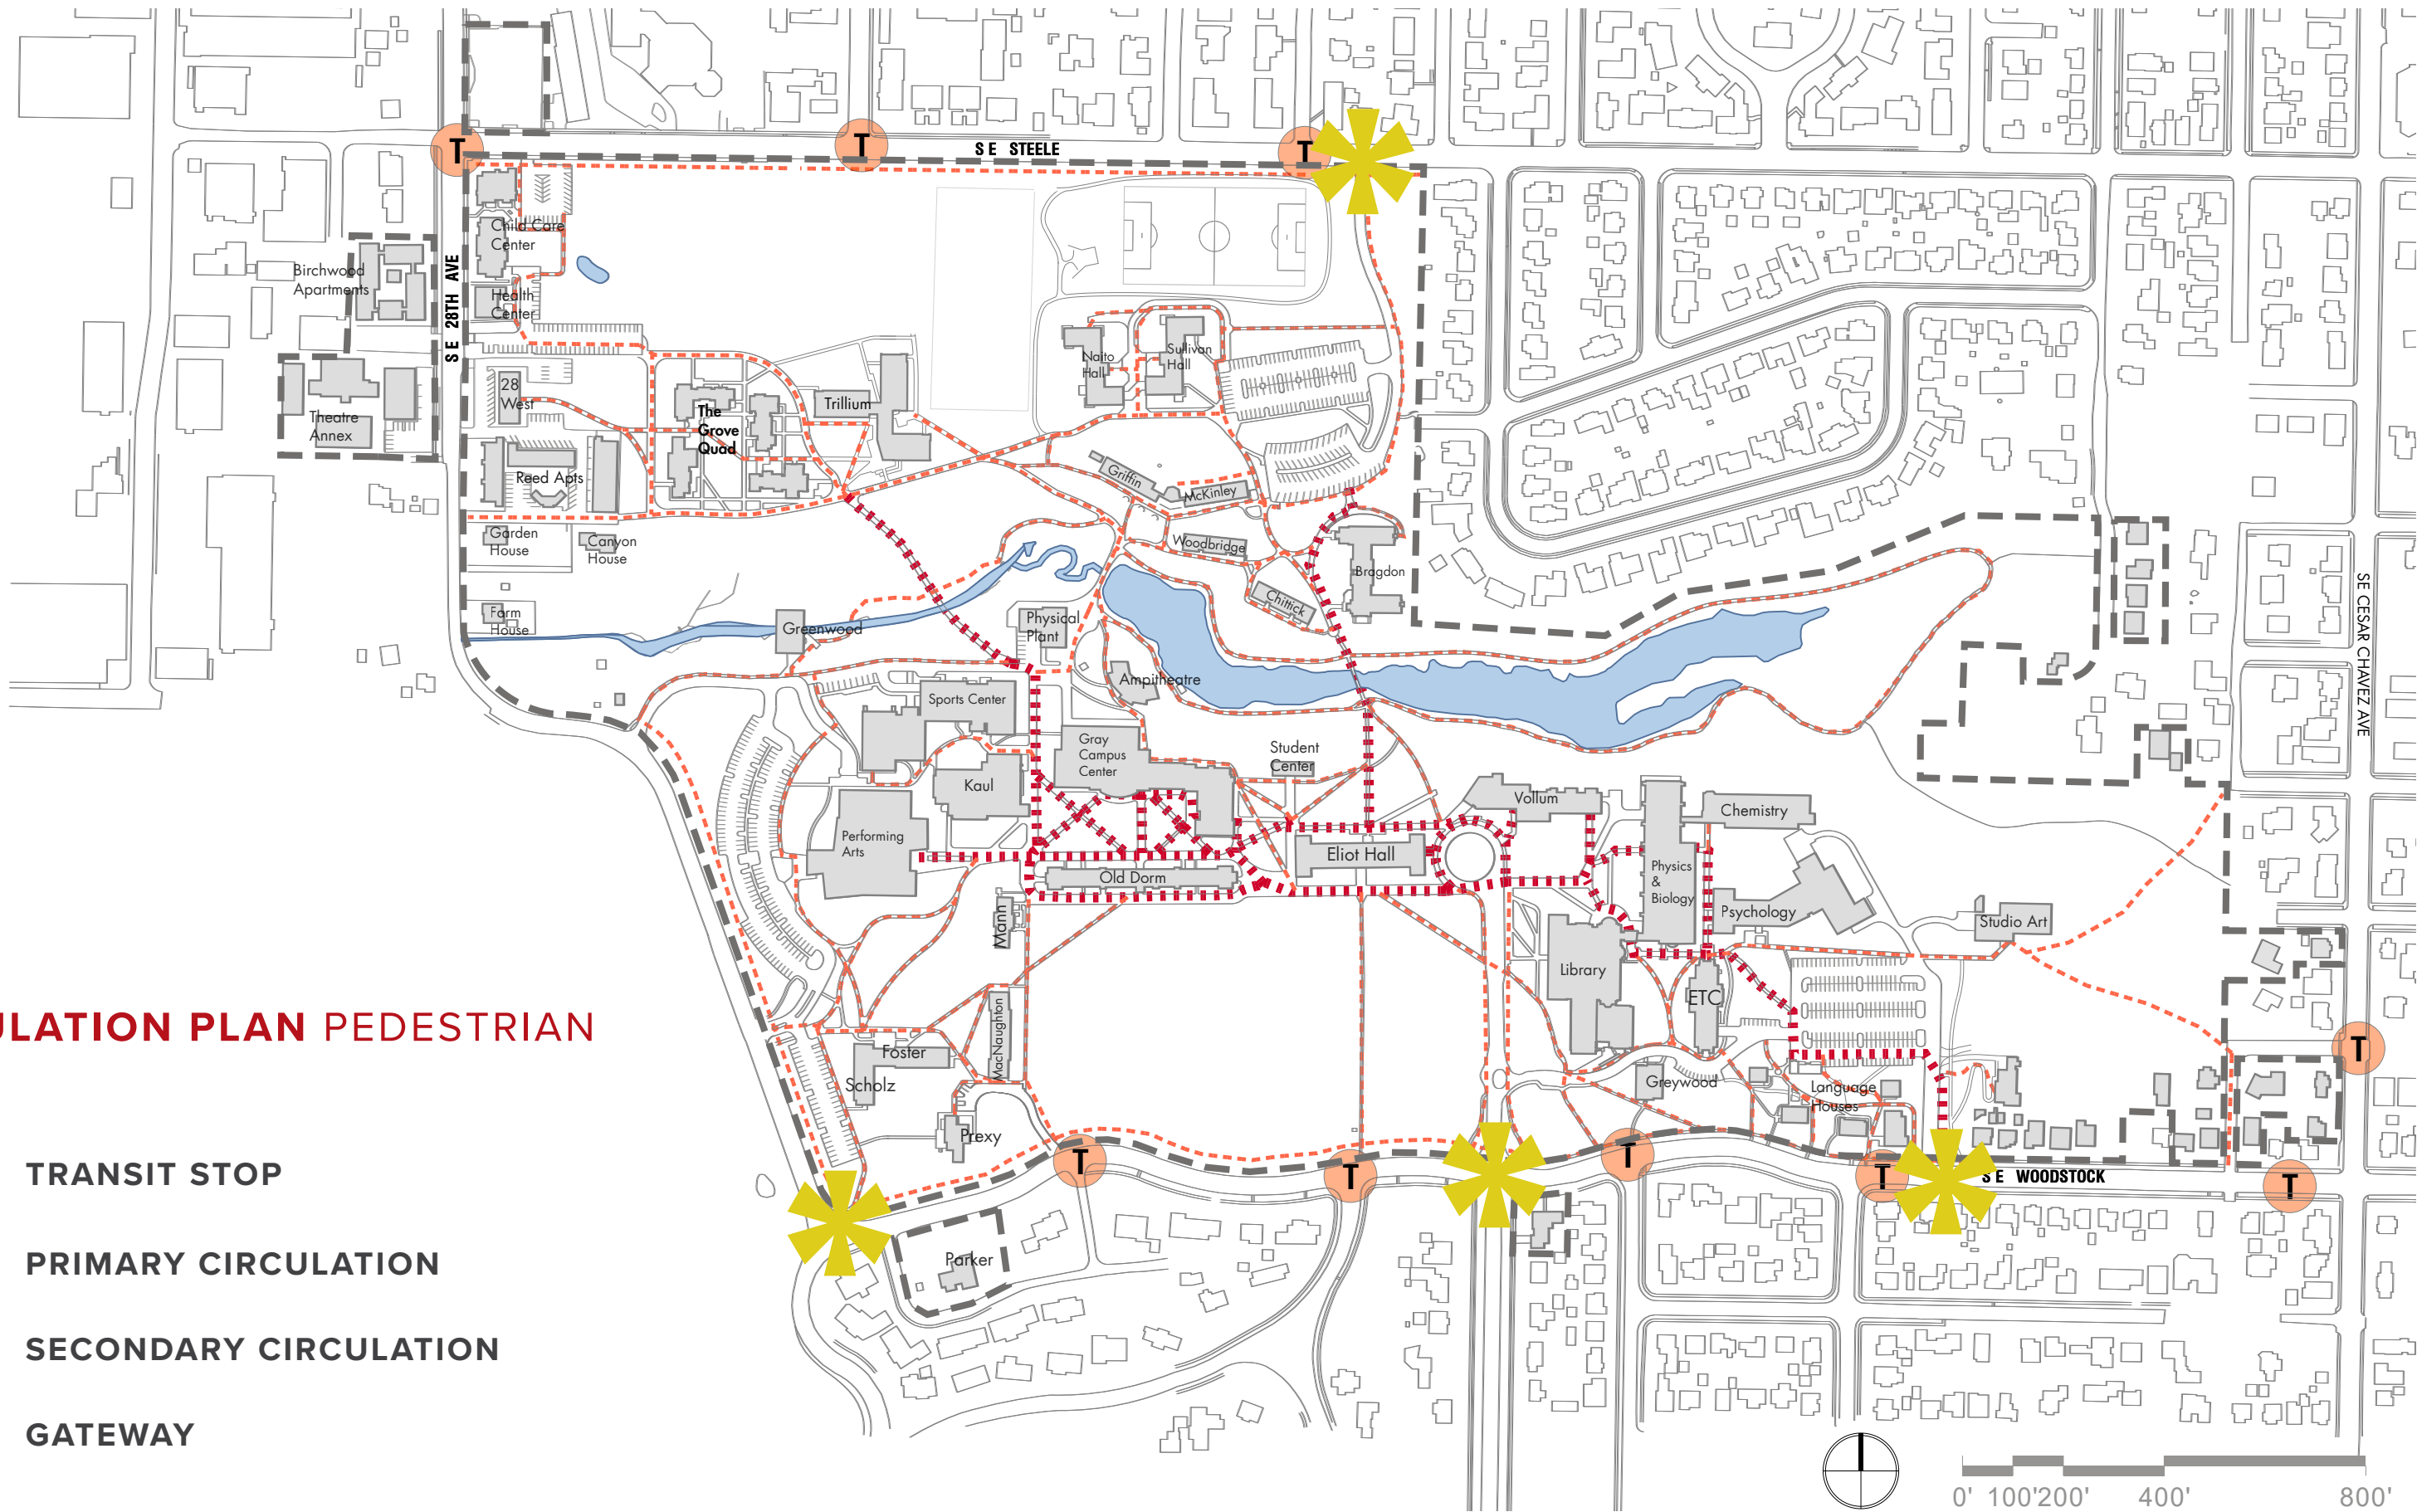 T
T
T
SE STEELE
SE 28TH AVE
Child Care
Center
Birchwood
Apartments
Health
Center
Naito
Hall
Sullivan
Hall
28
West
Trillium
The
Grove
Quad
Theatre
Annex
Reed Apts
Griffin
McKinley
Garden
House
Canyon
House
Woodbridge
Bragdon
Chittick
Farm
House
Greenwood
Physical
Plant
SE CESAR CHAVEZ AVE
Ampitheatre
Sports Center
Gray
Campus
Center
Student
Center
Kaul
Vollum
Chemistry
Performing
Arts
Eliot Hall
Old Dorm
Physics
&
Biology
Psychology
Mann
Studio Art
Library
ETC
ULATION PLAN PEDESTRIAN
MacNaughton
Foster
Scholz
Greywood
Language
Houses
T
Prexy
T
T
T
T
T
SE WOODSTOCK
TRANSIT STOP
PRIMARY CIRCULATION
Parker
SECONDARY CIRCULATION
GATEWAY
0' 100' 200' 400' 800'